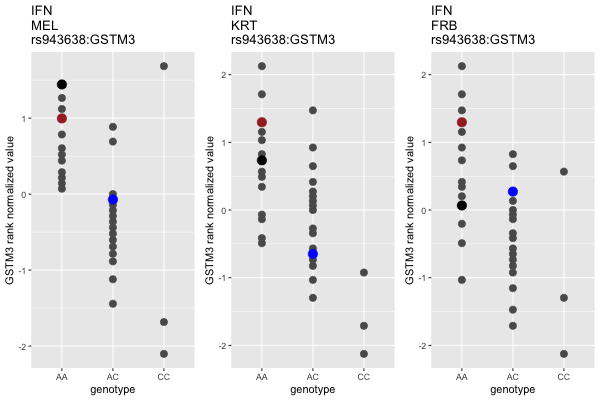 IFN
MEL
rs943638:GSTM3
GSTM3 rank normalized value
1
0
-1
-2
AA
AC
CC
genotype
IFN
KRT
rs943638:GSTM3
GSTM3 rank normalized value
2
1
0
-1
-2
AA
AC
CC
genotype
IFN
FRB
rs943638:GSTM3
GSTM3 rank normalized value
2
1
0
-1
-2
AA
AC
CC
genotype